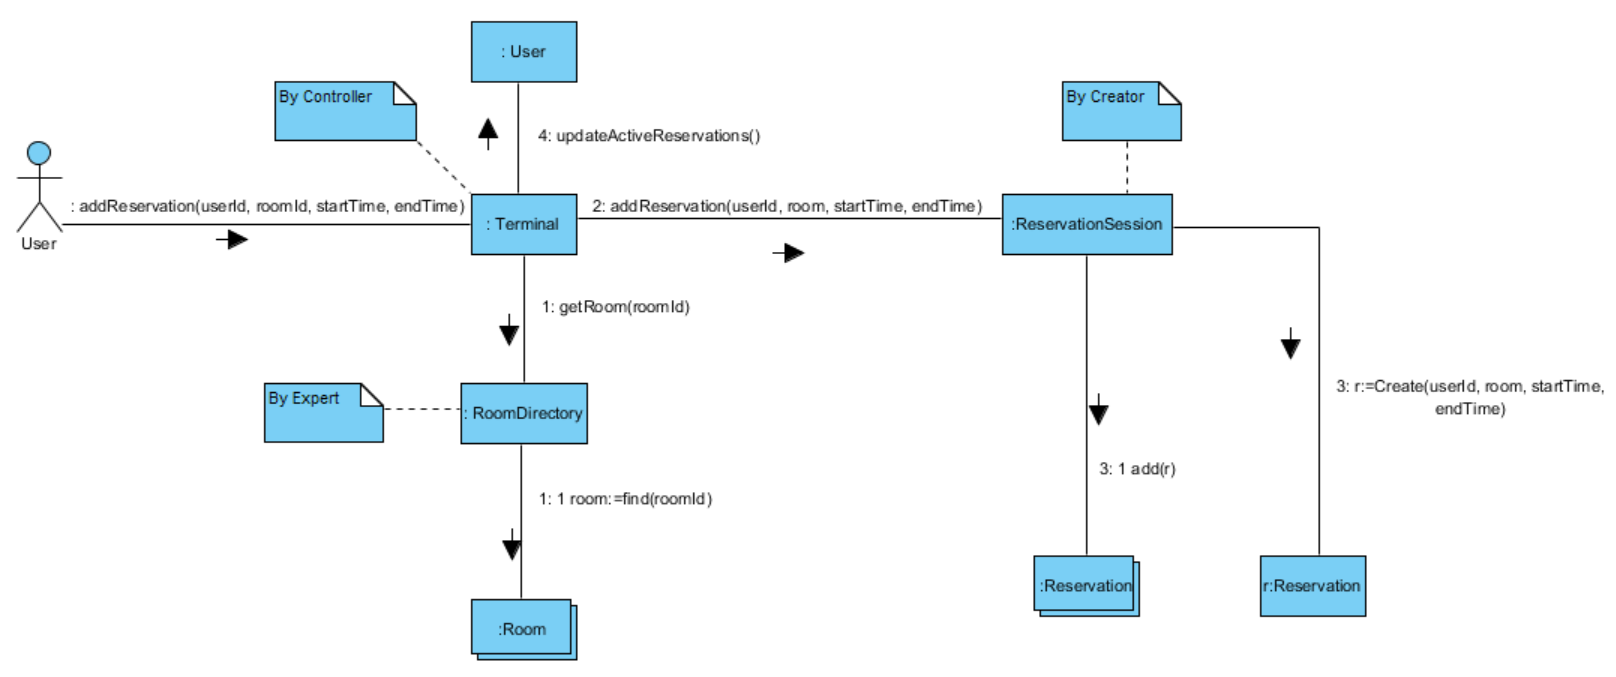 : User
By Controller
By Creator
4: updateActiveReservations()
: addReservation(userId, roomId, startTime, endTime)
2: addReservation(userId, room, startTime, endTime)
User
: Terminal
:ReservationSession
1: getRoom(roomId)
3: r:=Create(userId, room, startTime,
endTime)
By Expert
: RoomDirectory
3: 1 add(r)
1: 1 room:=find(roomId)
:Reservation
r:Reservation
:Room